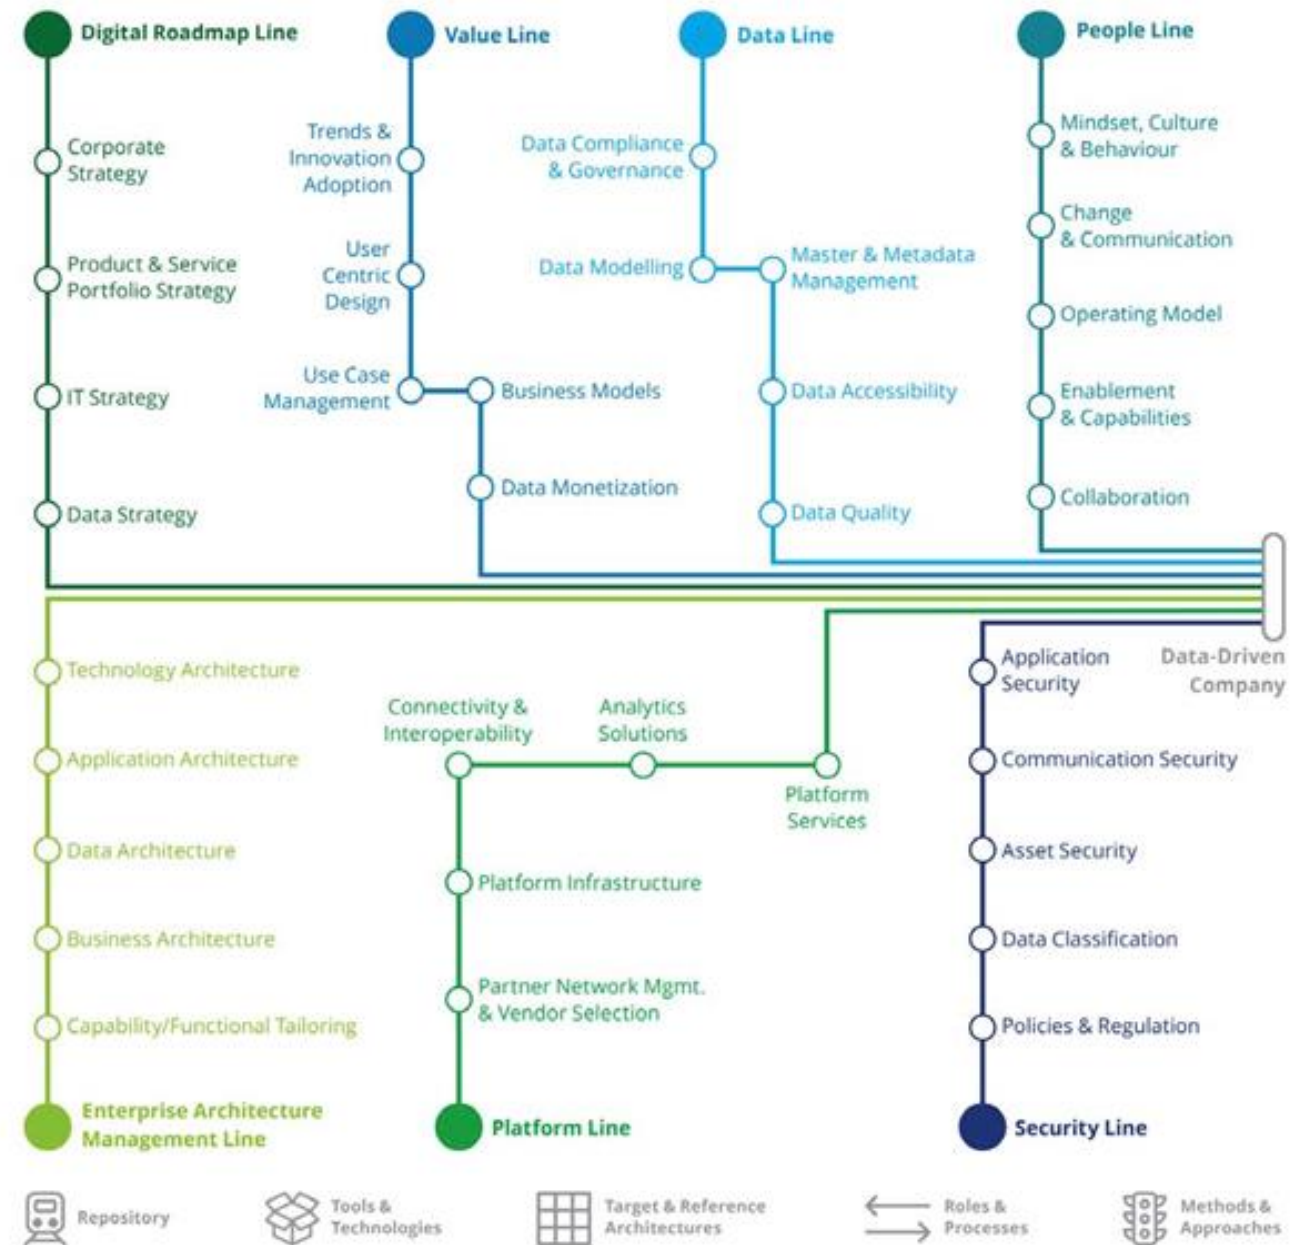 Digital Roadmap Line
Corporate
Strategy
Product & Service
Portfolio Strategy
IT Strategy
Data Strategy
Value Line
Trends &
Innovation
Adoption
User
Centric
Design
Use Case
Management
Business Models
Data Monetization
Data Line
Data Compliance
& Governance
Data Modelling
Master & Metadata
Management
Data Accessibility
Data Quality
People Line
Mindset, Culture
& Behaviour
Change
& Communication
Operating Model
Enablement
& Capabilities
Collaboration
Data-Driven
Company
Technology Architecture
Application Architecture
Data Architecture
Business Architecture
Capability/Functional Tailoring
Enterprise Architecture
Management Line
Connectivity &
Interoperability
Analytics
Solutions
Platform
Services
Platform Infrastructure
Partner Network Mgmt.
& Vendor Selection
Platform Line
Application
Security
Communication Security
Asset Security
Data Classification
Policies & Regulation
Security Line
Repository
Tools &
Technologies
Target & Reference
Architectures
Roles &
Processes
Methods &
Approaches